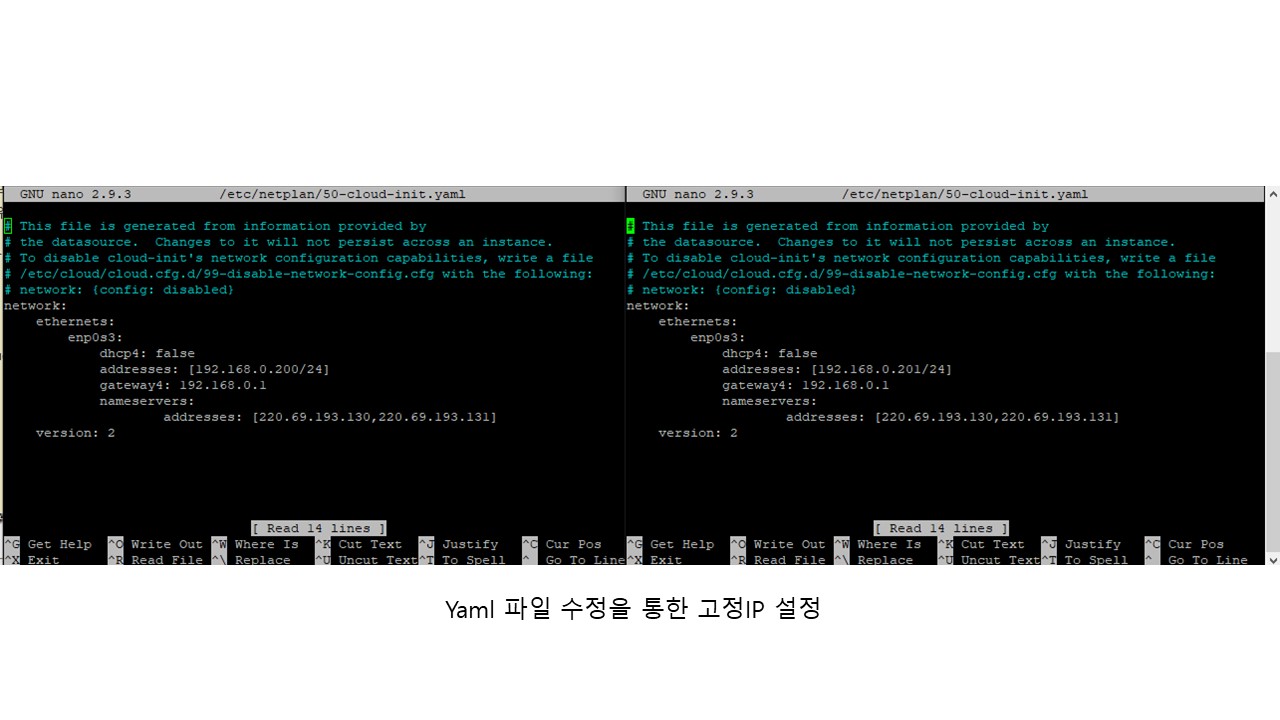 GNU nano 2.9.3 /etc/netplan/50-cloud-init.yaml
# This file is generated from information provided by
# the datasource.  Changes to it will not persist across an instance.
# To disable cloud-init's network configuration capabilities, write a file
# /etc/cloud/cloud.cfg.d/99-disable-network-config.cfg with the following:
# network: {config: disabled}
network:
    ethernets:
        enp0s3:
            dhcp4: false
            addresses: [192.168.0.200/24]
            gateway4: 192.168.0.1
            nameservers:
                    addresses: [220.69.193.130,220.69.193.131]
    version: 2
[ Read 14 lines ]
^G Get Help ^O Write Out ^W Where Is ^K Cut Text ^J Justify ^C Cur Pos
^X Exit ^R Read File ^\ Replace ^U Uncut Text ^T To Spell ^_ Go To Line
GNU nano 2.9.3 /etc/netplan/50-cloud-init.yaml
# This file is generated from information provided by
# the datasource.  Changes to it will not persist across an instance.
# To disable cloud-init's network configuration capabilities, write a file
# /etc/cloud/cloud.cfg.d/99-disable-network-config.cfg with the following:
# network: {config: disabled}
network:
    ethernets:
        enp0s3:
            dhcp4: false
            addresses: [192.168.0.201/24]
            gateway4: 192.168.0.1
            nameservers:
                    addresses: [220.69.193.130,220.69.193.131]
    version: 2
[ Read 14 lines ]
^G Get Help ^O Write Out ^W Where Is ^K Cut Text ^J Justify ^C Cur Pos
^X Exit ^R Read File ^\ Replace ^U Uncut Text ^T To Spell ^_ Go To Line
Yaml 파일 수정을 통한 고정IP 설정